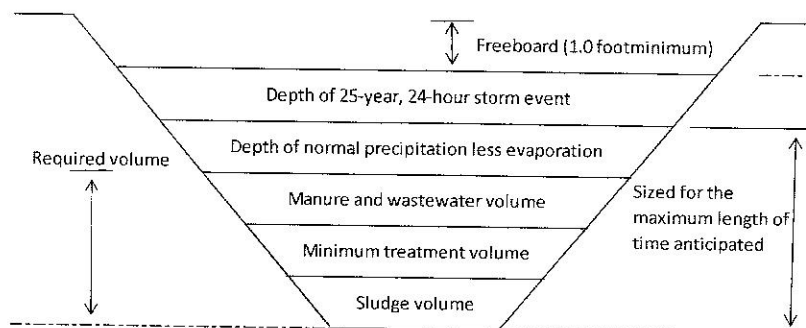 Freeboard (1.0 footminimum)
Depth of 25-year, 24-hour storm event
Depth of normal precipitation less evaporation
Required volume
Manure and wastewater volume
Sized for the
maximum length of
time anticipated
Minimum treatment volume
Sludge volume